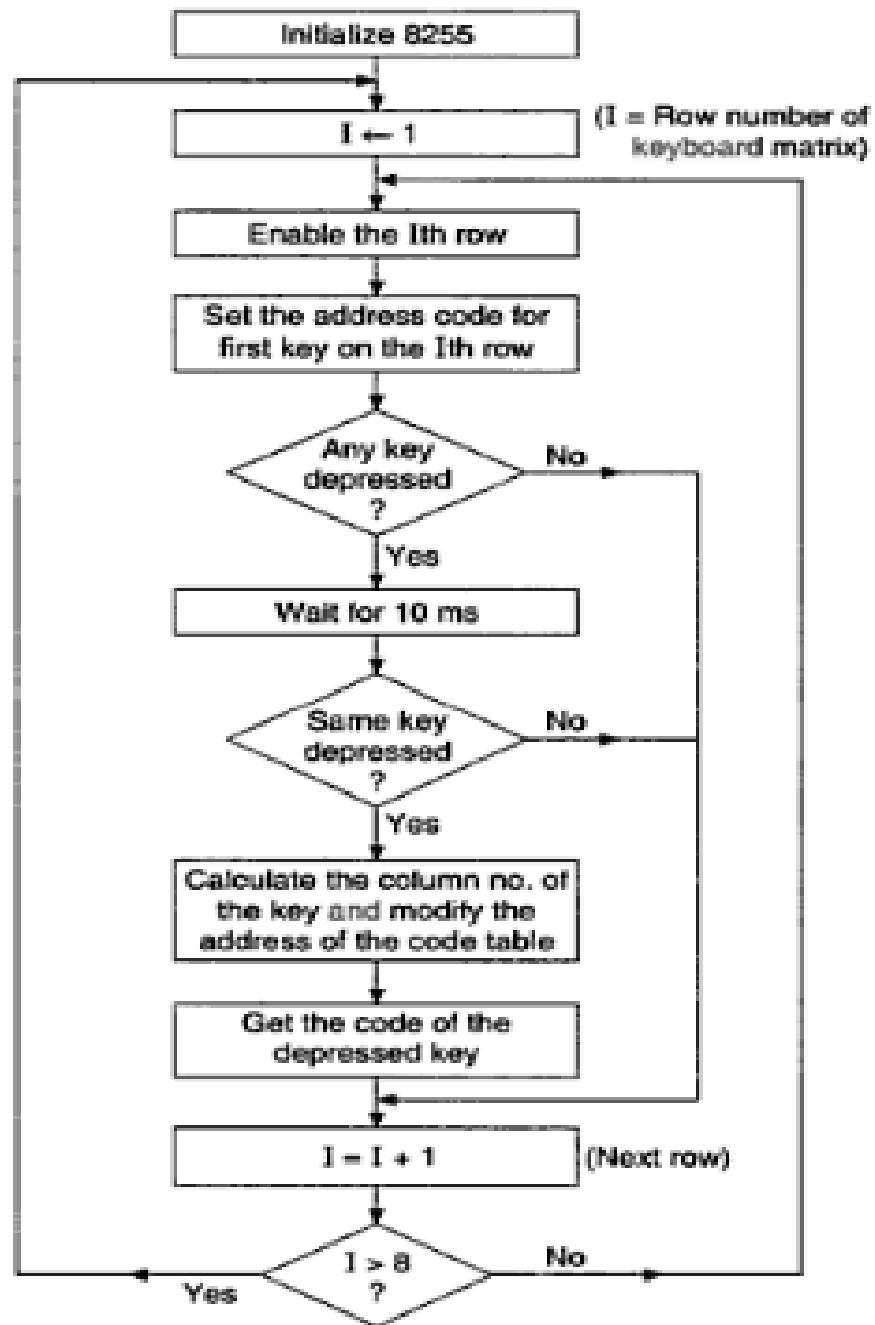 Initialize 8255
I ← 1
(I = Row number of
keyboard matrix)
Enable the Ith row
Set the address code for
first key on the Ith row
Any key
depressed
?
No
Yes
Wait for 10 ms
Same key
depressed
?
No
Yes
Calculate the column no. of
the key and modify the
address of the code table
Get the code of the
depressed key
I = I + 1
(Next row)
I > 8
?
Yes
No